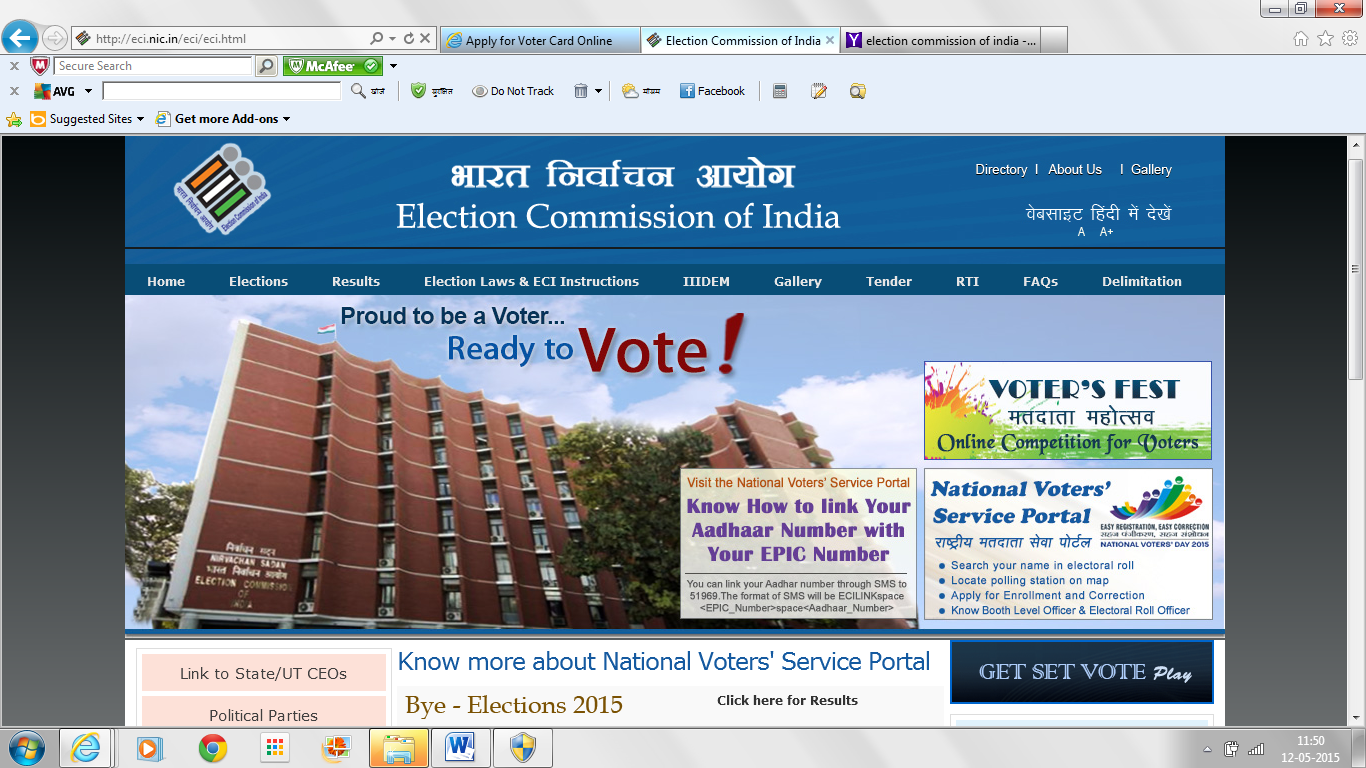 http://eci.nic.in/eci/eci.html
Apply for Voter Card Online
Election Commission of India
election commission of india -...
Secure Search
McAfee
AVG
खोजें
सुरक्षित
Do Not Track
मौसम
Facebook
Suggested Sites
Get more Add-ons
भारत निर्वाचन आयोग
Election Commission of India
भारत निर्वाचन आयोग
Election Commission of India
Directory I About Us I Gallery
वेबसाइट हिंदी में देखें
A A+
Home Elections Results Election Laws & ECI Instructions IIIDEM Gallery Tender RTI FAQs Delimitation
Proud to be a Voter...
Ready to Vote!
VOTER'S FEST
मतदाता महोत्सव
Online Competition for Voters
निर्वाचन सदन
NIRVACHAN SADAN
भारत निर्वाचन आयोग
ELECTION COMMISSION
OF
INDIA
Visit the National Voters' Service Portal
Know How to link Your
Aadhaar Number with
Your EPIC Number
You can link your Aadhar number through SMS to
51969.The format of SMS will be ECILINKspace
<EPIC_Number>space<Aadhaar_Number>
National Voters'
Service Portal
राष्ट्रीय मतदाता सेवा पोर्टल
EASY REGISTRATION, EASY CORRECTION
सहज पंजीकरण, सहज संशोधन
NATIONAL VOTERS' DAY 2015
Search your name in electoral roll
Locate polling station on map
Apply for Enrollment and Correction
Know Booth Level Officer & Electoral Roll Officer
Link to State/UT CEOs
Political Parties
Know more about National Voters' Service Portal
Bye - Elections 2015
Click here for Results
GET SET VOTE Play
11:50
12-05-2015